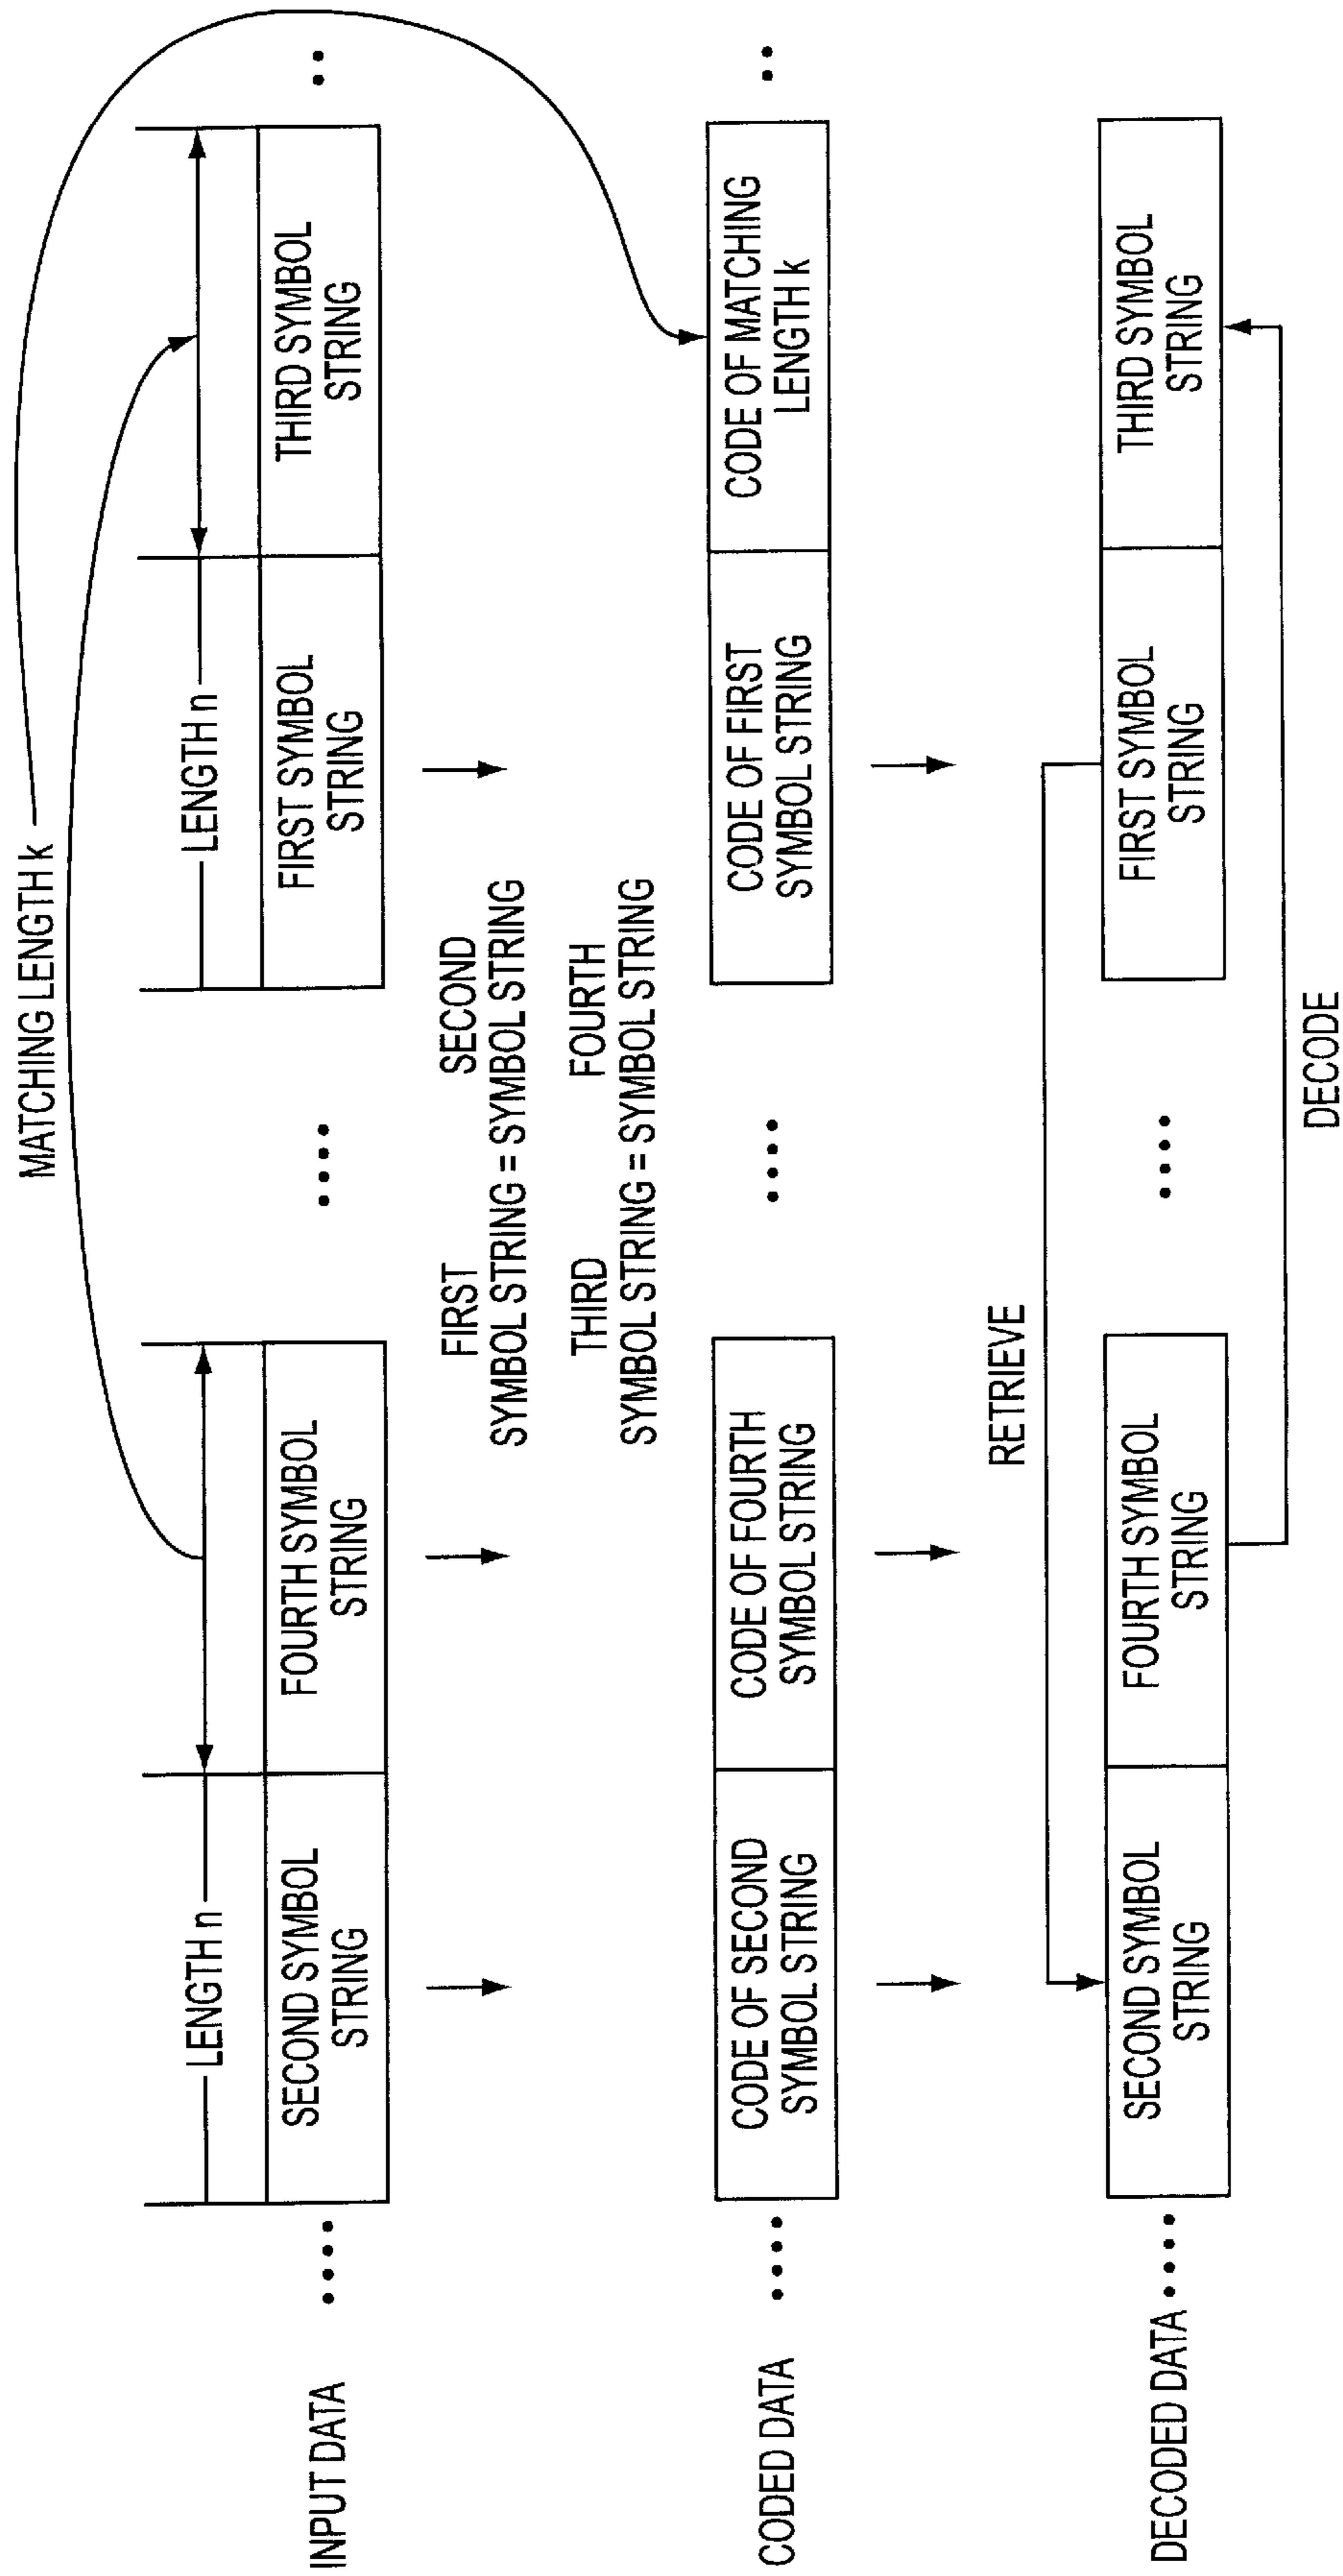 MATCHING LENGTH k
LENGTH n
LENGTH n
INPUT DATA
SECOND SYMBOL
STRING
FOURTH SYMBOL
STRING
FIRST SYMBOL
STRING
THIRD SYMBOL
STRING
FIRST SECOND
SYMBOL STRING = SYMBOL STRING
THIRD FOURTH
SYMBOL STRING = SYMBOL STRING
CODED DATA
CODE OF SECOND
SYMBOL STRING
CODE OF FOURTH
SYMBOL STRING
CODE OF FIRST
SYMBOL STRING
CODE OF MATCHING
LENGTH k
RETRIEVE
DECODED DATA
SECOND SYMBOL
STRING
FOURTH SYMBOL
STRING
FIRST SYMBOL
STRING
THIRD SYMBOL
STRING
DECODE